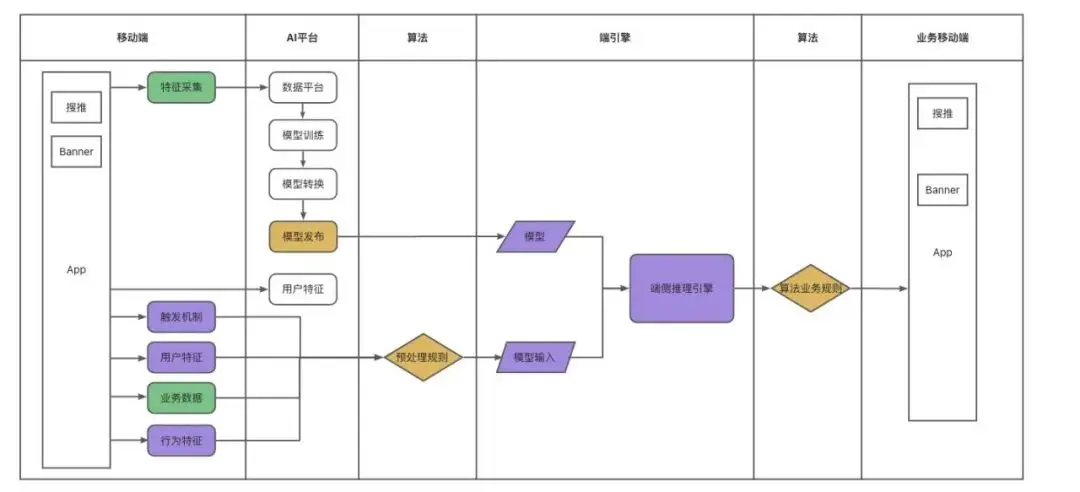 移动端
AI平台
算法
端引擎
算法
业务移动端
搜推
Banner
App
特征采集
数据平台
模型训练
模型转换
模型发布
用户特征
触发机制
用户特征
业务数据
行为特征
预处理规则
模型
模型输入
端侧推理引擎
算法业务规则
搜推
Banner
App